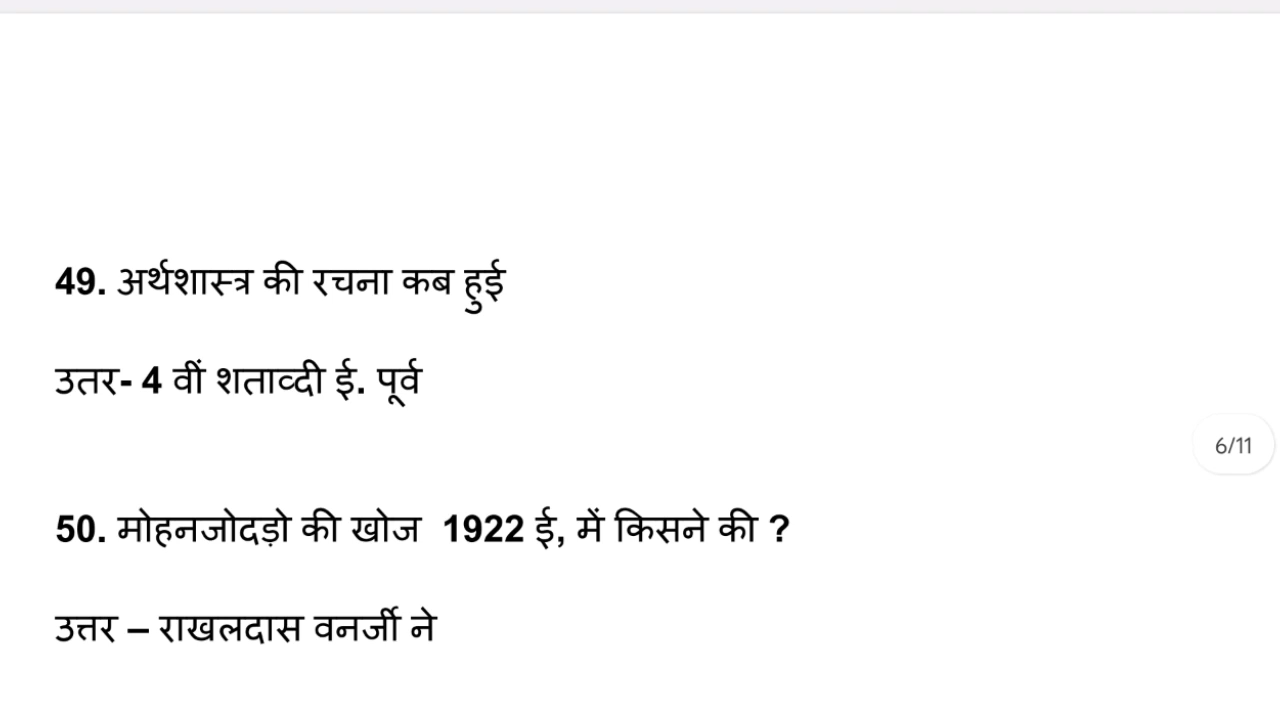 49. अर्थशास्त्र की रचना कब हुई
उतर- 4 वीं शताव्दी ई. पूर्व
6/11
50. मोहनजोदड़ो की खोज 1922 ई, में किसने की ?
उत्तर – राखलदास वनर्जी ने